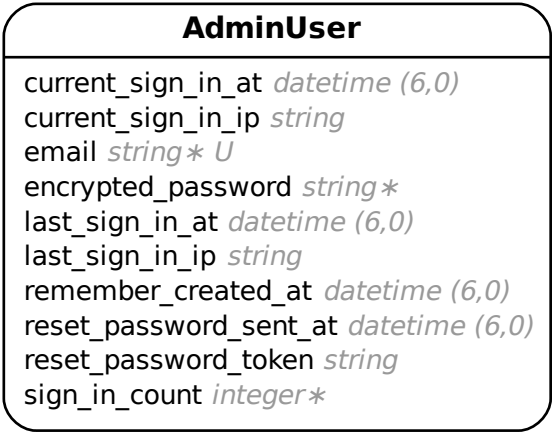 AdminUser
current_sign_in_at datetime (6,0)
current_sign_in_ip string
email string∗ U
encrypted_password string∗
last_sign_in_at datetime (6,0)
last_sign_in_ip string
remember_created_at datetime (6,0)
reset_password_sent_at datetime (6,0)
reset_password_token string
sign_in_count integer∗